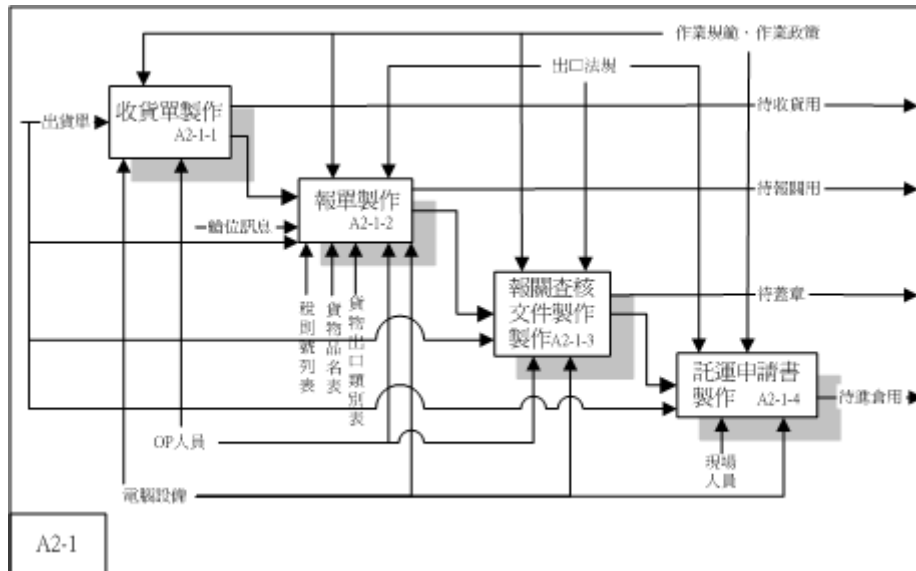 作業規範、作業政策
出口法規
收貨單製作
A2-1-1
出貨單
待收貨用
報單製作
A2-1-2
艙位訊息
待報關用
稅則號列表
貨物品名表
貨物出口類別表
報關查核
文件製作
製作A2-1-3
待蓋章
託運申請書
製作 A2-1-4
待進倉用
OP人員
現場
人員
電腦設備
A2-1